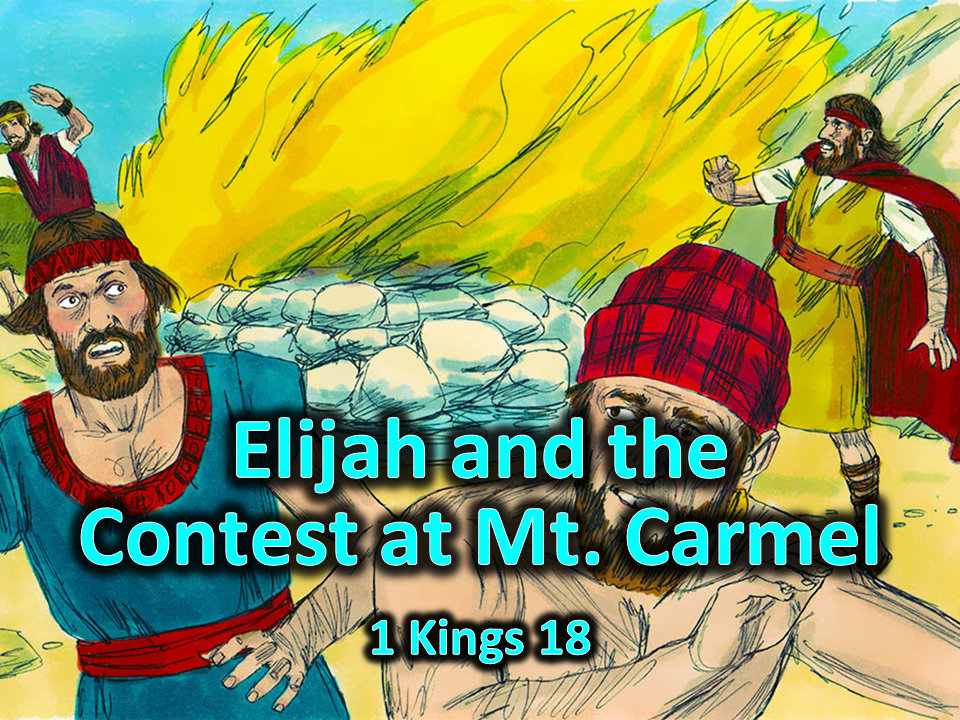 Elijah and the
Contest at Mt. Carmel
1 Kings 18